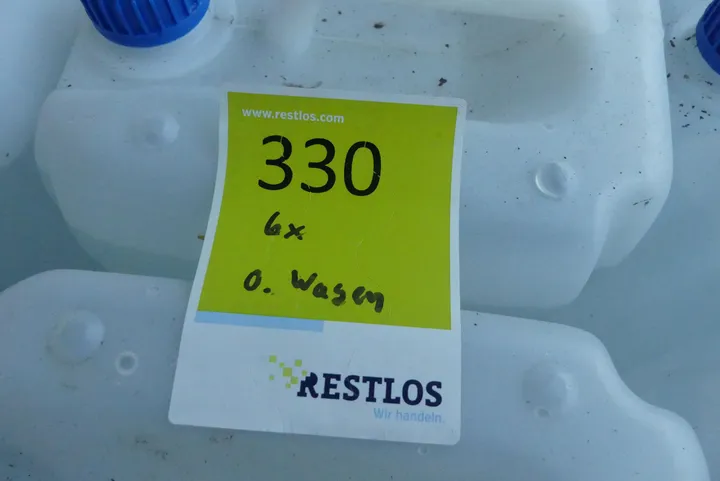 www.restlos.com
330
6x
o. Wagen
RESTLOS
Wir handeln.